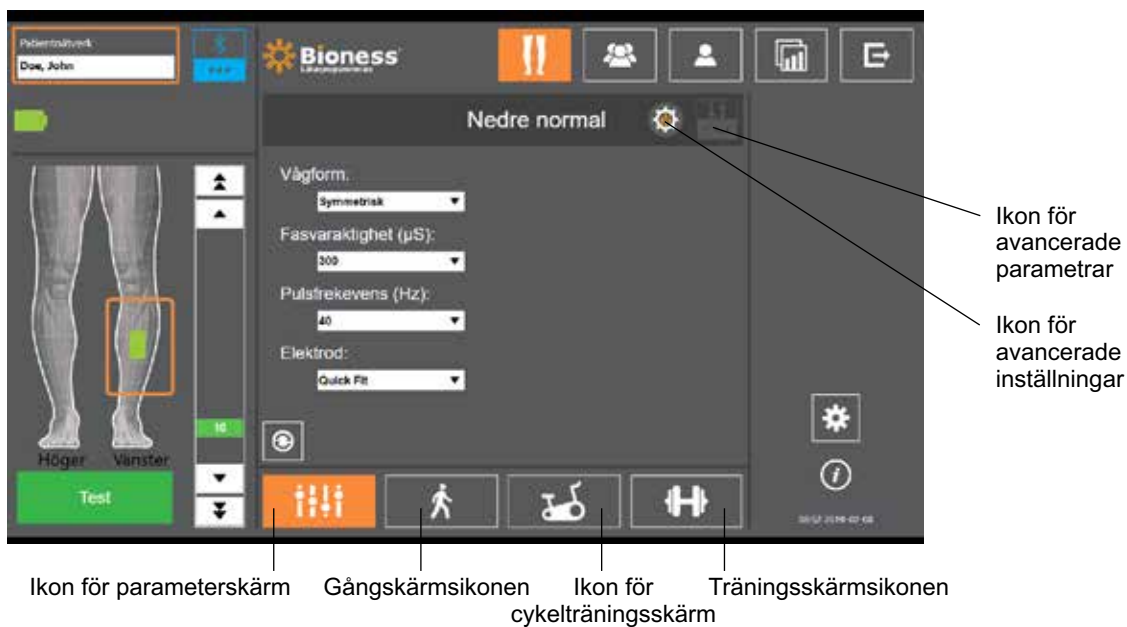 Patientnätverk
Doe, John
Bioness
Nedre normal
Vågform.
Symmetrisk
Fasvaraktighet (µS):
300
Pulsfrekevens (Hz):
40
Elektrod:
Quick Fit
16
Höger Vänster
Test
Ikon för
avancerade
parametrar
Ikon för
avancerade
inställningar
Ikon för parameterskärm
Gångskärmsikonen
Ikon för
cykelträningsskärm
Träningsskärmsikonen